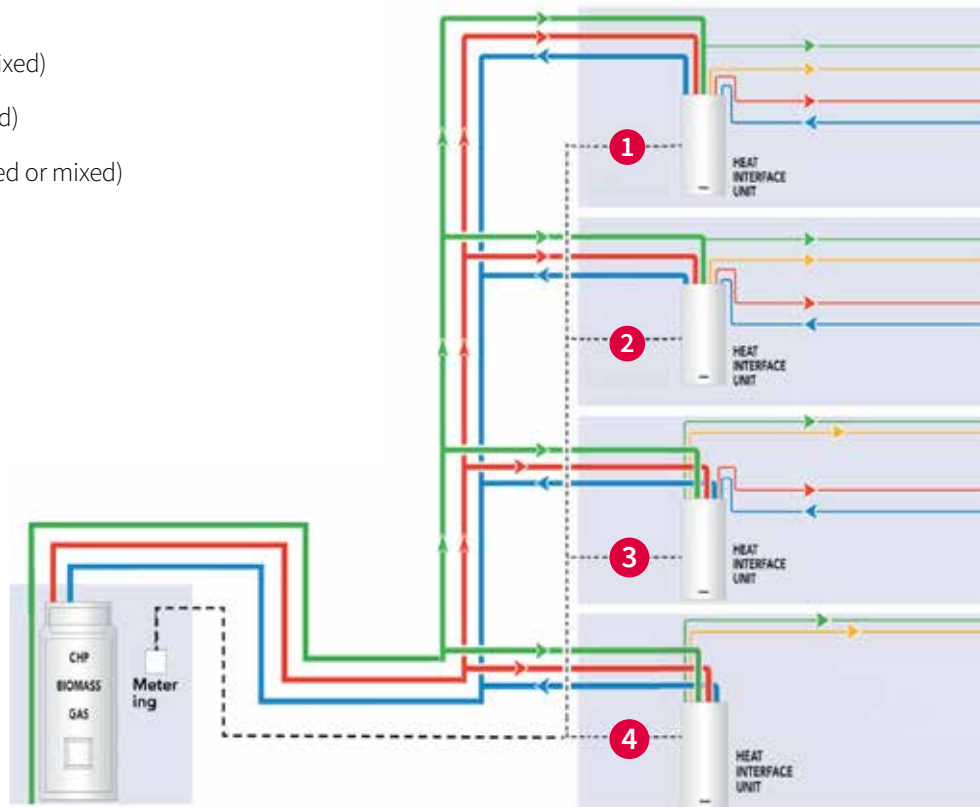 ixed)
d)
ed or mixed)
1
HEAT
INTERFACE
UNIT
2
HEAT
INTERFACE
UNIT
3
HEAT
INTERFACE
UNIT
CHP
BIOMASS
GAS
Meter
ing
4
HEAT
INTERFACE
UNIT